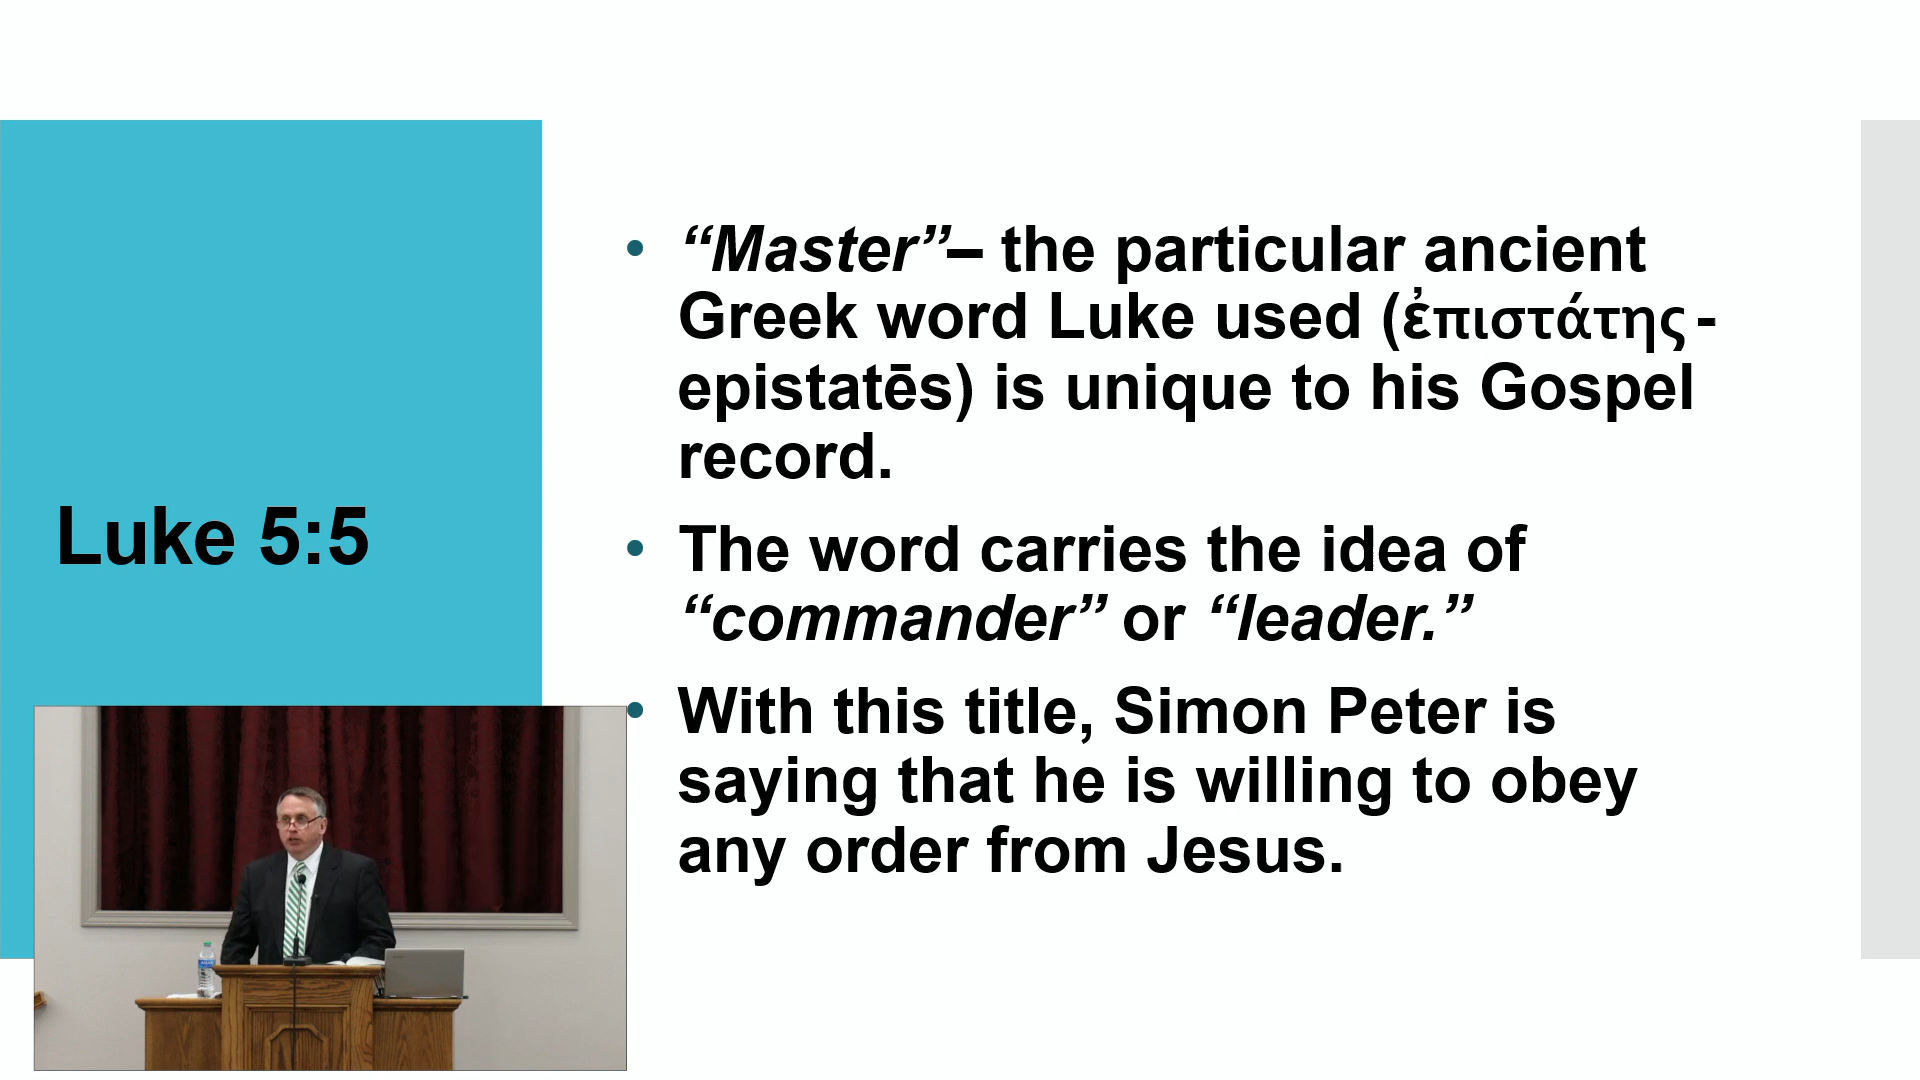 Luke 5:5
• “Master”– the particular ancient
Greek word Luke used (ἐπιστάτης -
epistatēs) is unique to his Gospel
record.
• The word carries the idea of
“commander” or “leader.”
• With this title, Simon Peter is
saying that he is willing to obey
any order from Jesus.